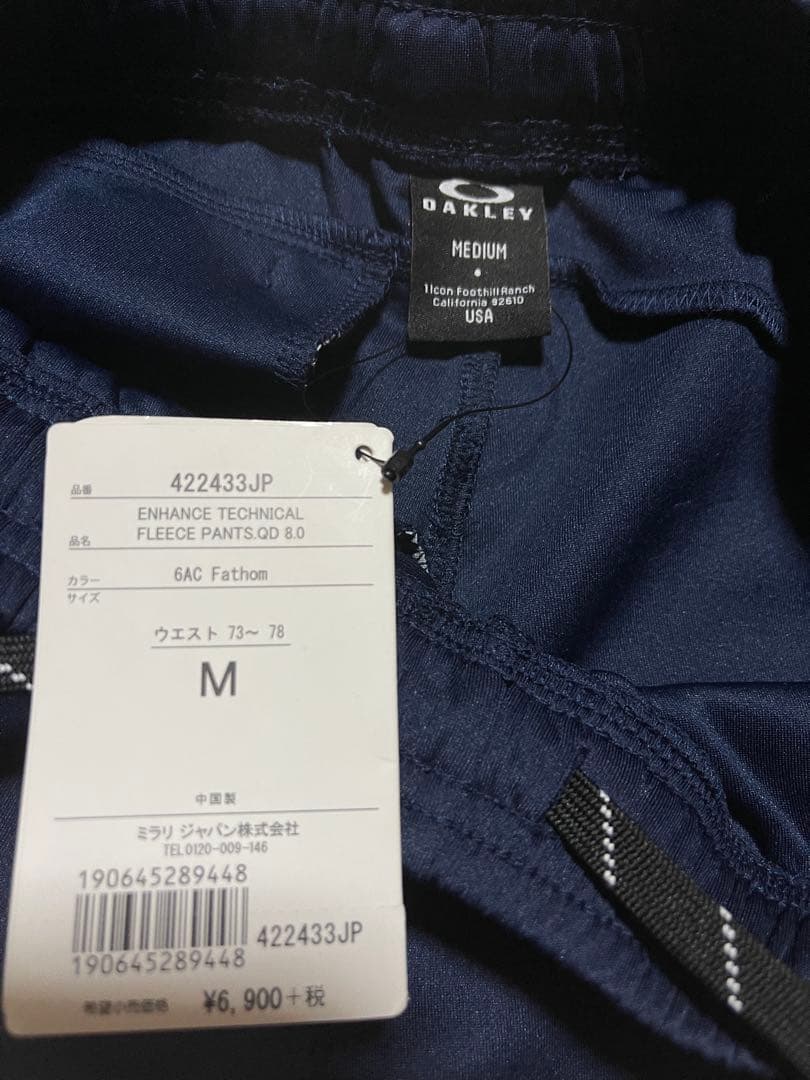 OAKLEY
MEDIUM
1 Icon Foothill Ranch
California 92610
USA
品番 422433JP
ENHANCE TECHNICAL
品名 FLEECE PANTS.QD 8.0
カラー 6AC Fathom
サイズ
ウエスト 73〜 78
M
中国製
ミラリ ジャパン株式会社
TEL 0120-009-146
190645289448
422433JP
190645289448
希望小売価格 ¥6,900+税